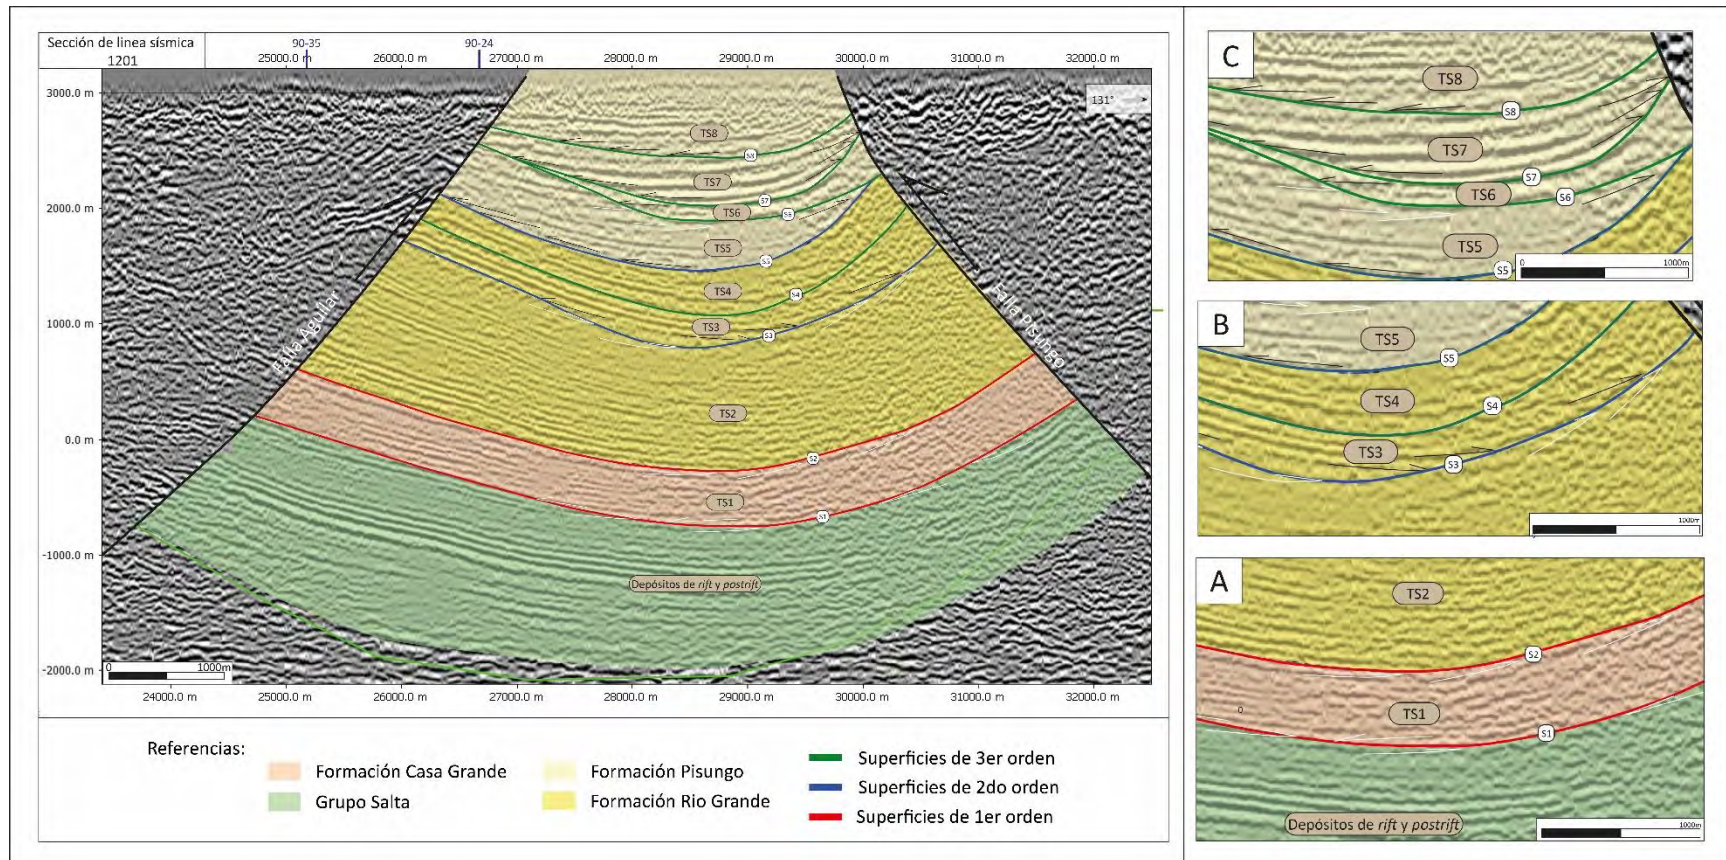 Sección de linea sísmica
1201
90-35
90-24
25000.0 m
26000.0 m
27000.0 m
28000.0 m
29000.0 m
30000.0 m
31000.0 m
32000.0 m
131°
3000.0 m
2000.0 m
1000.0 m
0.0 m
-1000.0 m
-2000.0 m
TS8
S8
TS7
S7
TS6
S6
TS5
S5
TS4
S4
TS3
S3
TS2
S2
TS1
S1
Falla Aguilar
Falla Pisungo
Depósitos de rift y postrift
0
1000m
24000.0 m
25000.0 m
26000.0 m
27000.0 m
28000.0 m
29000.0 m
30000.0 m
31000.0 m
32000.0 m
Referencias:
Formación Casa Grande
Grupo Salta
Formación Pisungo
Formación Rio Grande
Superficies de 3er orden
Superficies de 2do orden
Superficies de 1er orden
C
TS8
S8
TS7
S7
TS6
S6
TS5
S5
0
1000m
B
TS5
S5
TS4
S4
TS3
S3
1000m
A
TS2
S2
0
TS1
S1
Depósitos de rift y postrift
1000m